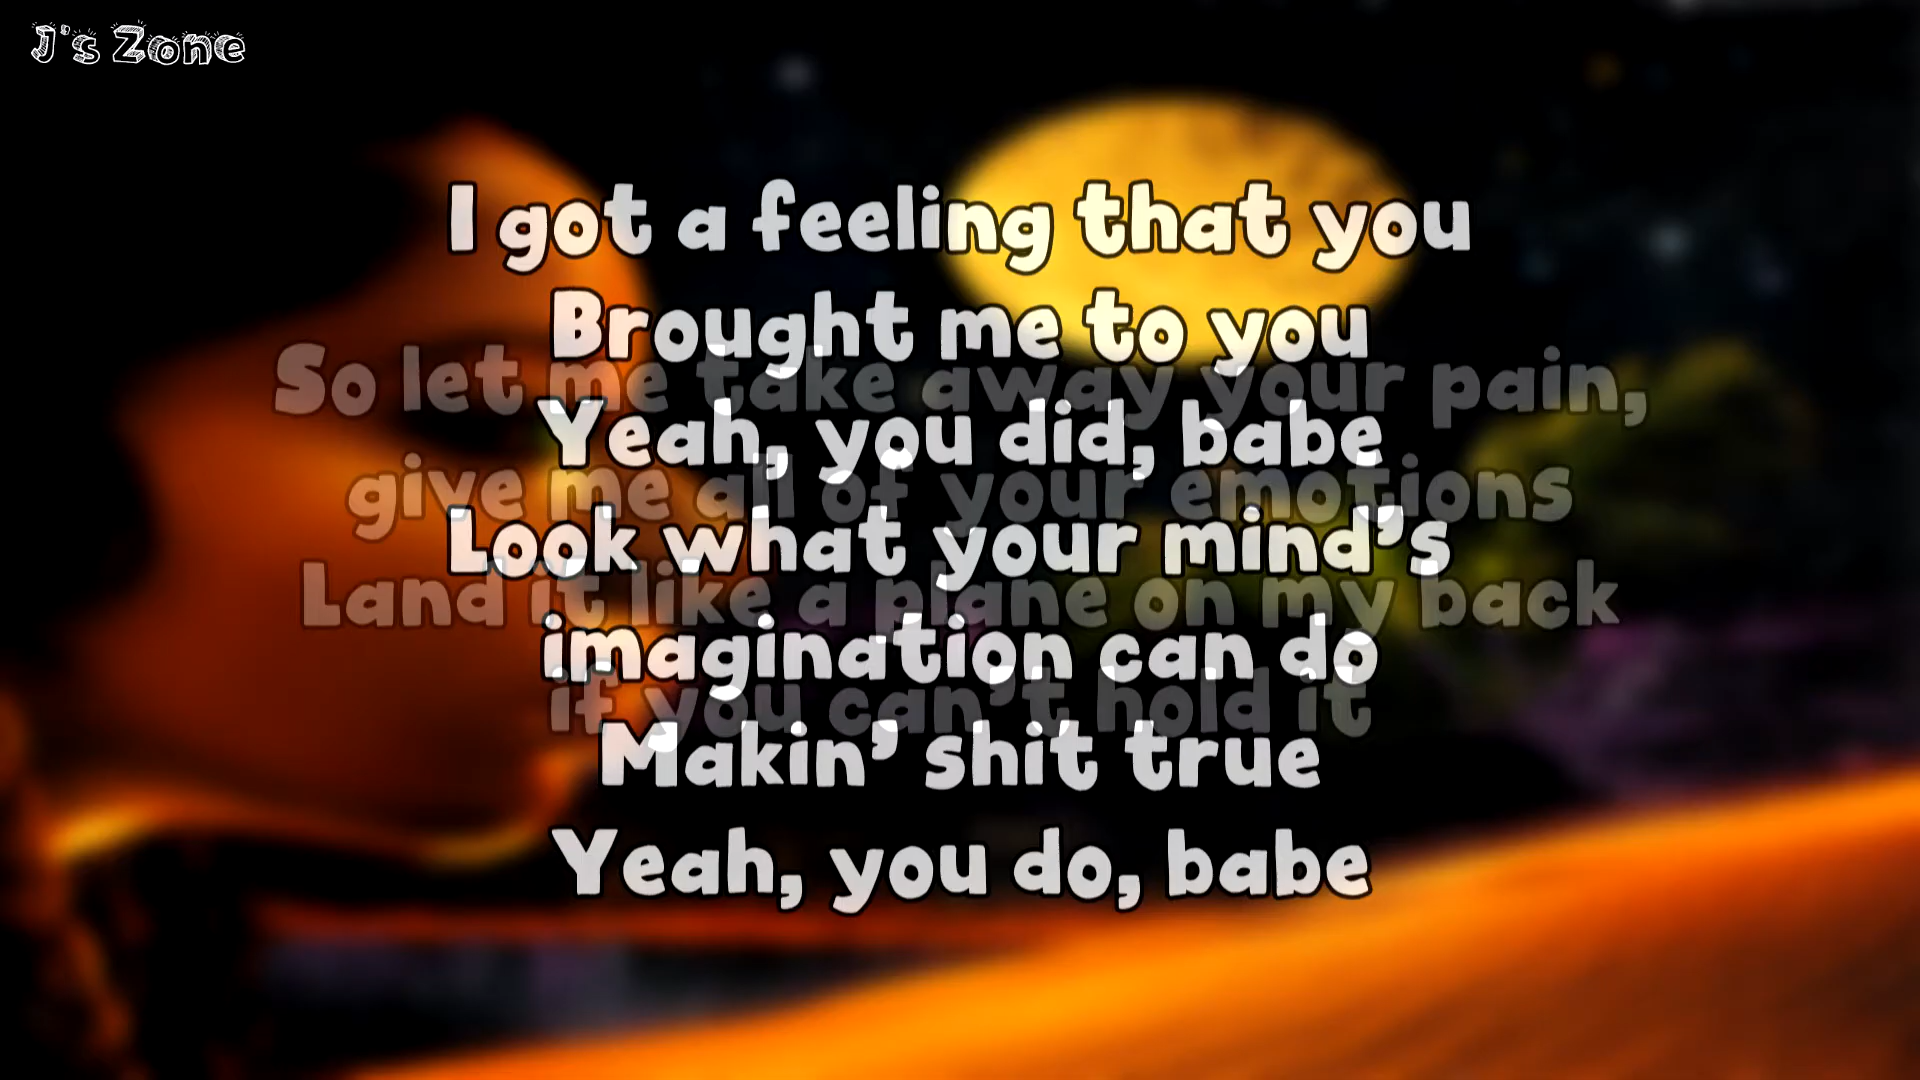 J's Zone
I got a feeling that you
Brought me to you
So let me take away your pain,
Yeah, you did, babe
give me all of your emotions
Look what your mind's
Land it like a plane on my back
imagination can do
if you can't hold it
Makin' shit true
Yeah, you do, babe